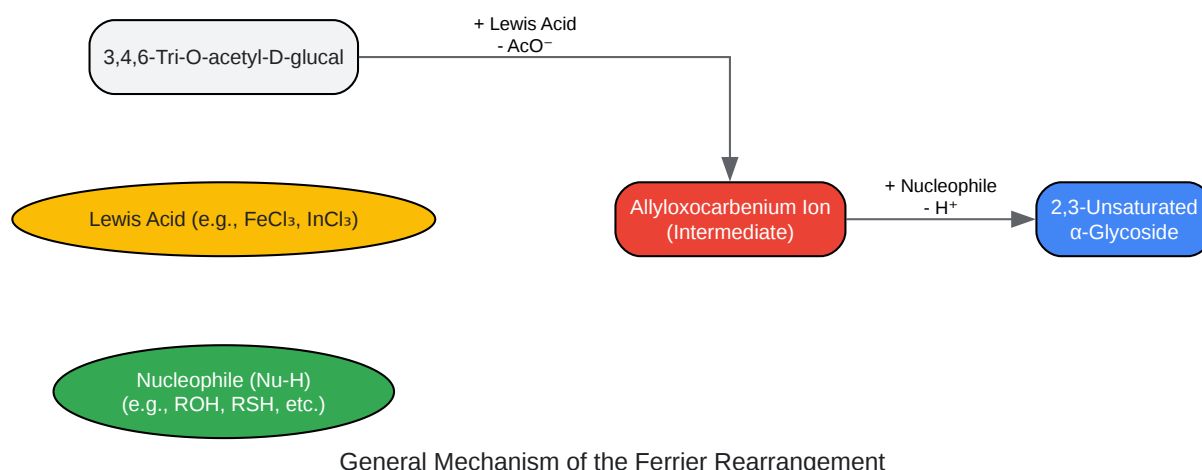 + Lewis Acid
- AcO⁻
3,4,6-Tri-O-acetyl-D-glucal
Lewis Acid (e.g., FeCl₃, InCl₃)
Allyloxocarbenium Ion
(Intermediate)
+ Nucleophile
- H⁺
2,3-Unsaturated
α-Glycoside
Nucleophile (Nu-H)
(e.g., ROH, RSH, etc.)
General Mechanism of the Ferrier Rearrangement